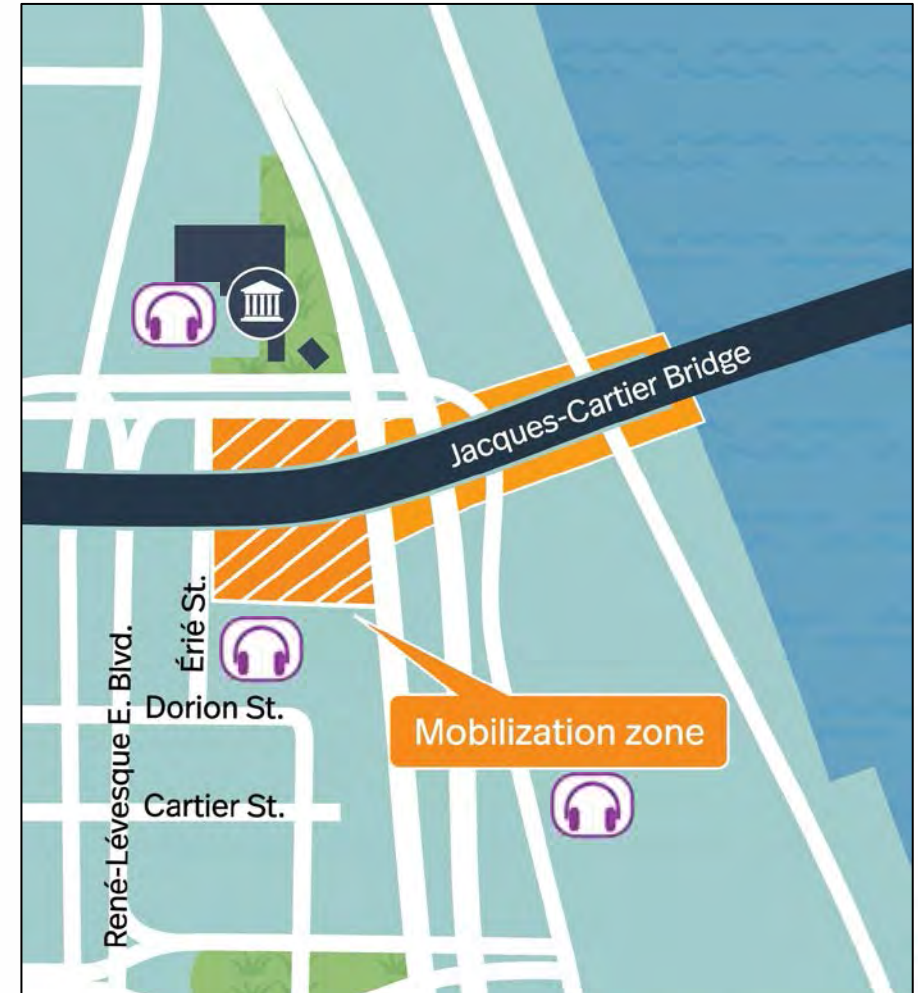 Jacques-Cartier Bridge
Érié St.
René-Lévesque E. Blvd.
Dorion St.
Mobilization zone
Cartier St.